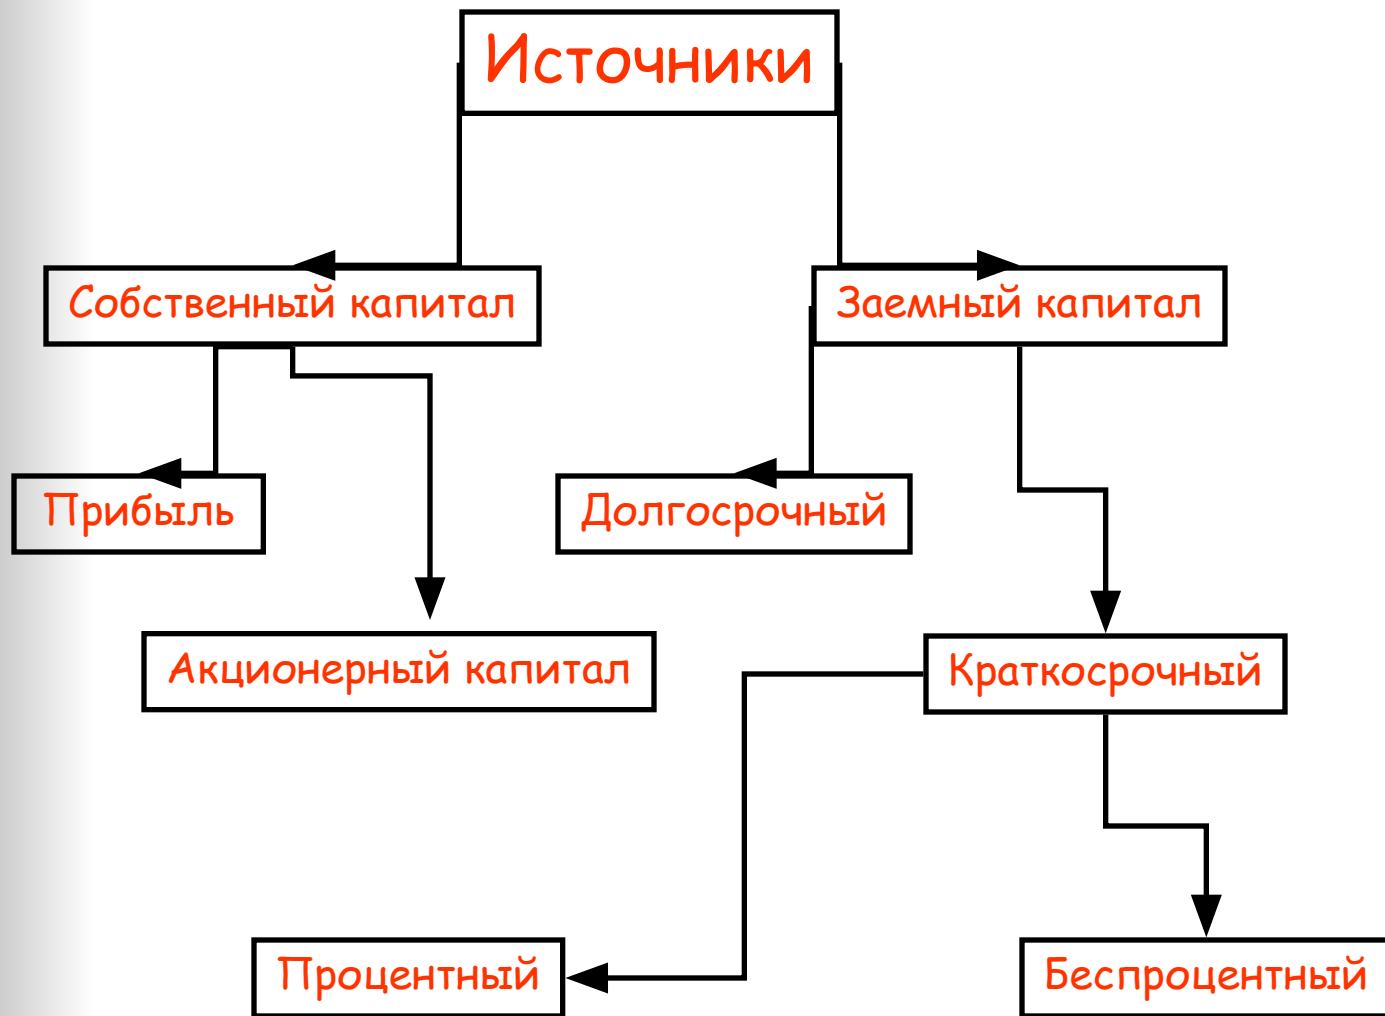 Источники
Собственный капитал
Заемный капитал
Прибыль
Долгосрочный
Акционерный капитал
Краткосрочный
Процентный
Беспроцентный